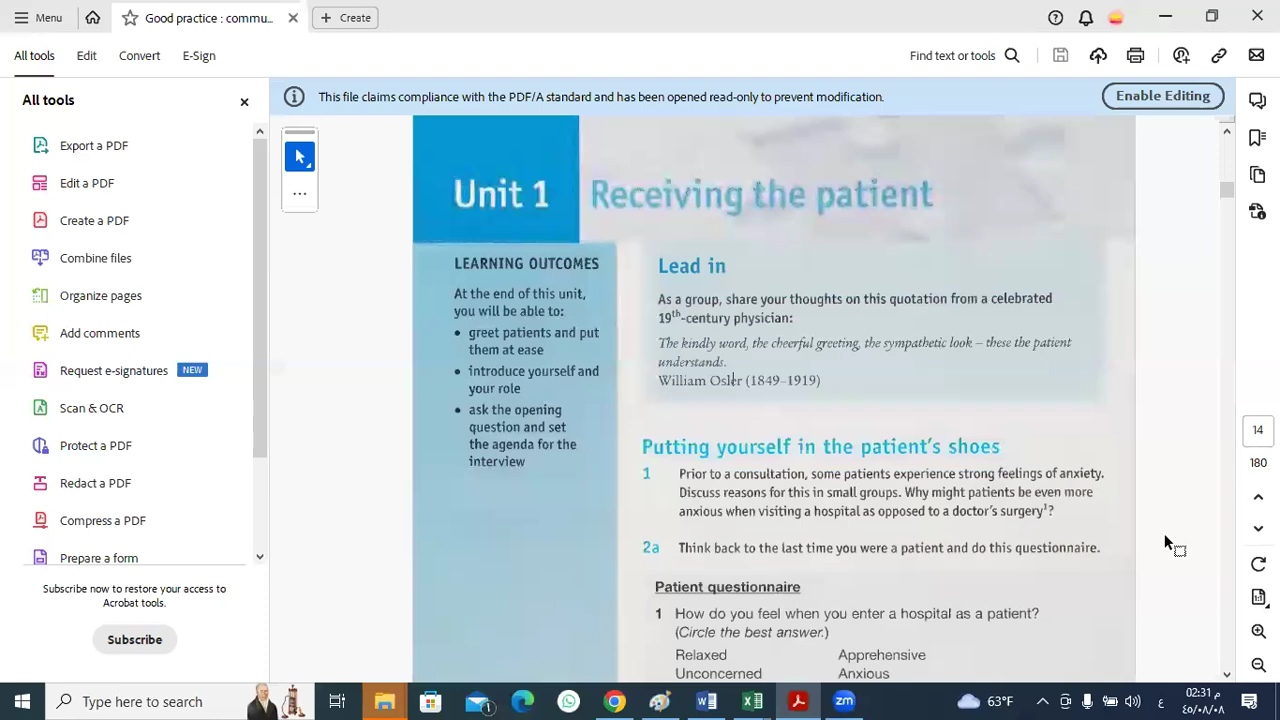 Menu
Good practice : commu...
Create
All tools
Edit
Convert
E-Sign
Find text or tools
All tools
Export a PDF
Edit a PDF
Create a PDF
Combine files
Organize pages
Add comments
Request e-signatures NEW
Scan & OCR
Protect a PDF
Redact a PDF
Compress a PDF
Prepare a form
Subscribe now to restore your access to
Acrobat tools.
Subscribe
This file claims compliance with the PDF/A standard and has been opened read-only to prevent modification.
Enable Editing
Unit 1 Receiving the patient
LEARNING OUTCOMES
At the end of this unit,
you will be able to:
• greet patients and put
them at ease
• introduce yourself and
your role
• ask the opening
question and set
the agenda for the
interview
Lead in
As a group, share your thoughts on this quotation from a celebrated
19th-century physician:
The kindly word, the cheerful greeting, the sympathetic look – these the patient
understands.
William Osler (1849–1919)
Putting yourself in the patient's shoes
1 Prior to a consultation, some patients experience strong feelings of anxiety.
Discuss reasons for this in small groups. Why might patients be even more
anxious when visiting a hospital as opposed to a doctor's surgery1?
2a Think back to the last time you were a patient and do this questionnaire.
Patient questionnaire
1 How do you feel when you enter a hospital as a patient?
(Circle the best answer.)
Relaxed Apprehensive
Unconcerned Anxious
14
180
Type here to search
1
W
X
zm
63°F
ع
02:31 م
٤٥/٠٨/٠٨